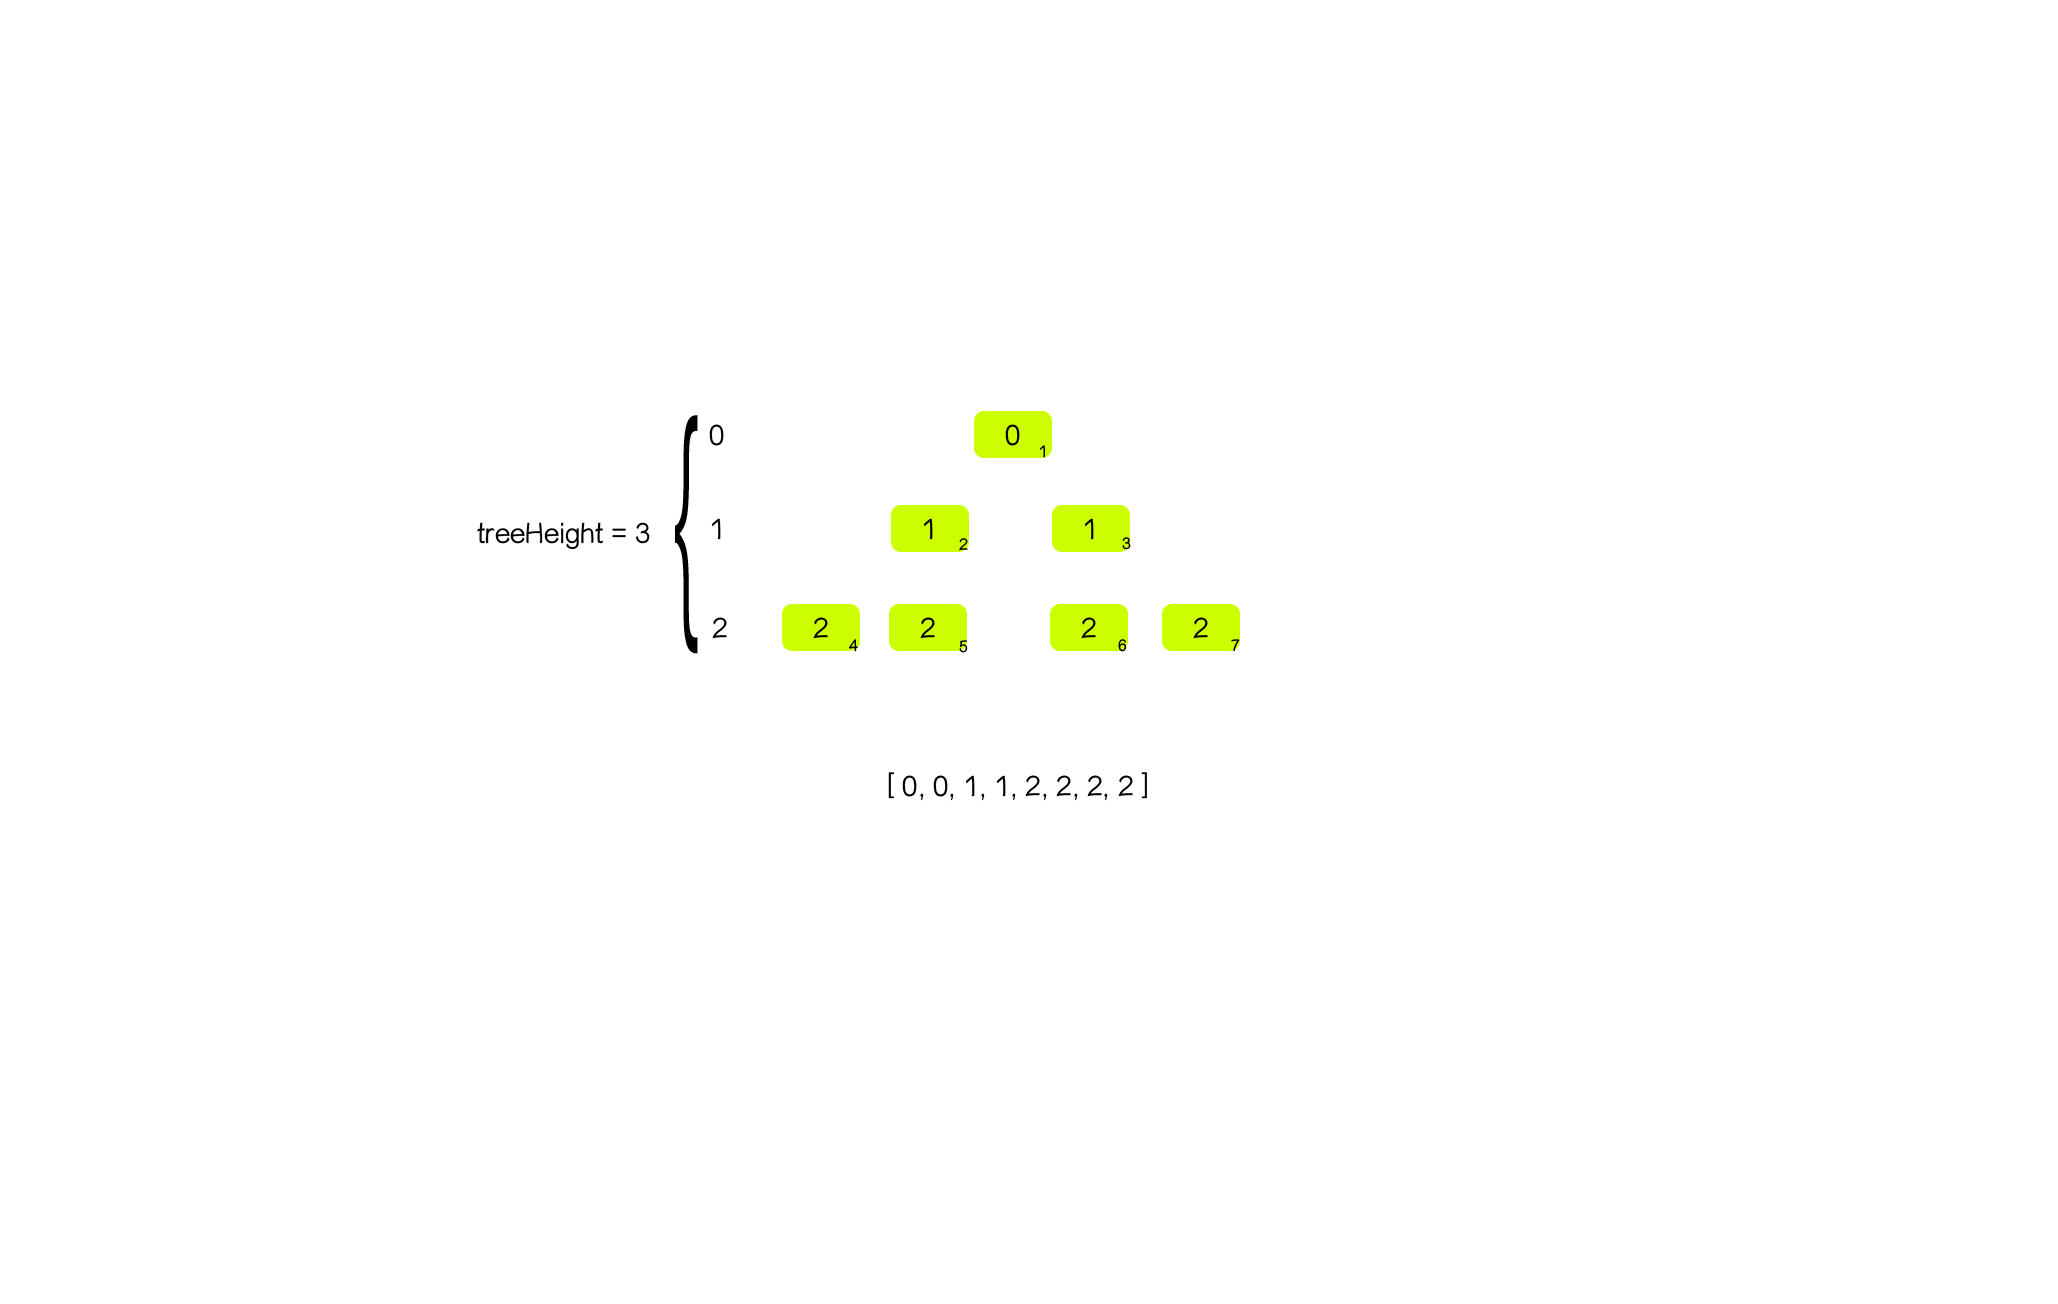 0 0 1
treeHeight = 3 1 1 2 1 3
2 2 4 2 5 2 6 2 7
[ 0, 0, 1, 1, 2, 2, 2, 2 ]